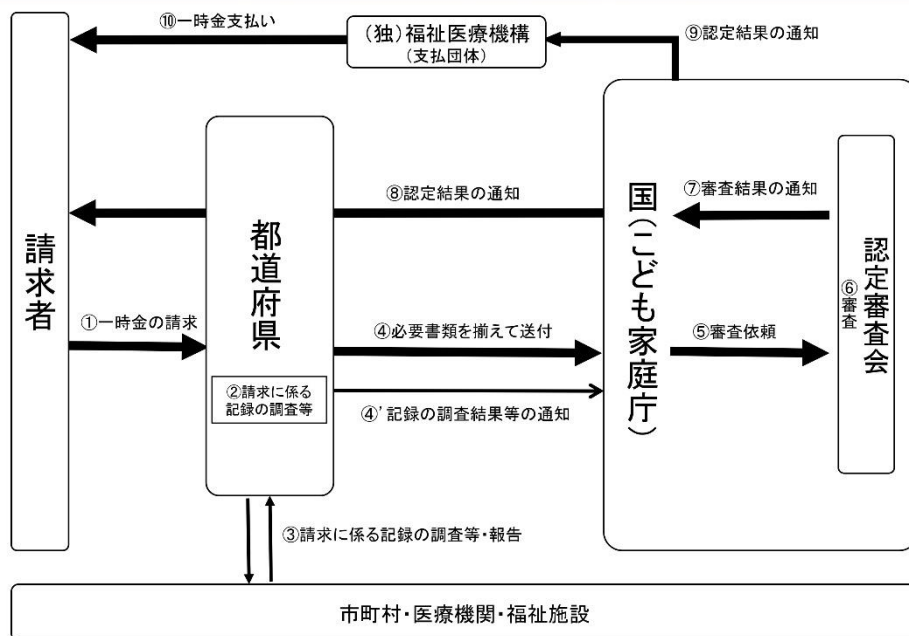 ⑩一時金支払い
(独)福祉医療機構
(支払団体)
⑨認定結果の通知
請求者
⑧認定結果の通知
都道府県
①一時金の請求
②請求に係る
記録の調査等
④必要書類を揃えて送付
④'記録の調査結果等の通知
国(こども家庭庁)
⑦審査結果の通知
⑤審査依頼
認定審査会
⑥審査
③請求に係る記録の調査等・報告
市町村・医療機関・福祉施設